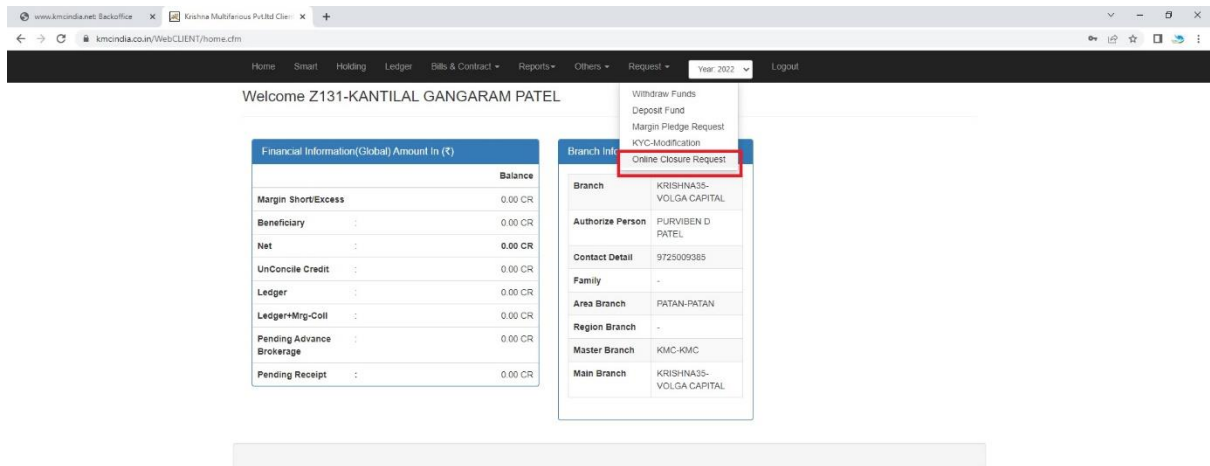 www.kmcindia.net: Backoffice
Krishna Multifarious Pvt.ltd Clien
kmcindia.co.in/WebCLIENT/home.cfm
Home Smart Holding Ledger Bills & Contract Reports Others Request Year: 2022 Logout
Welcome Z131-KANTILAL GANGARAM PATEL
Withdraw Funds
Deposit Fund
Margin Pledge Request
KYC-Modification
Online Closure Request
Financial Information(Global) Amount In (₹)
Balance
Margin Short/Excess 0.00 CR
Beneficiary : 0.00 CR
Net : 0.00 CR
UnConcile Credit : 0.00 CR
Ledger : 0.00 CR
Ledger+Mrg-Coll : 0.00 CR
Pending Advance : 0.00 CR
Brokerage
Pending Receipt : 0.00 CR
Branch Info
Branch KRISHNA35-
VOLGA CAPITAL
Authorize Person PURVIBEN D
PATEL
Contact Detail 9725009385
Family -
Area Branch PATAN-PATAN
Region Branch -
Master Branch KMC-KMC
Main Branch KRISHNA35-
VOLGA CAPITAL